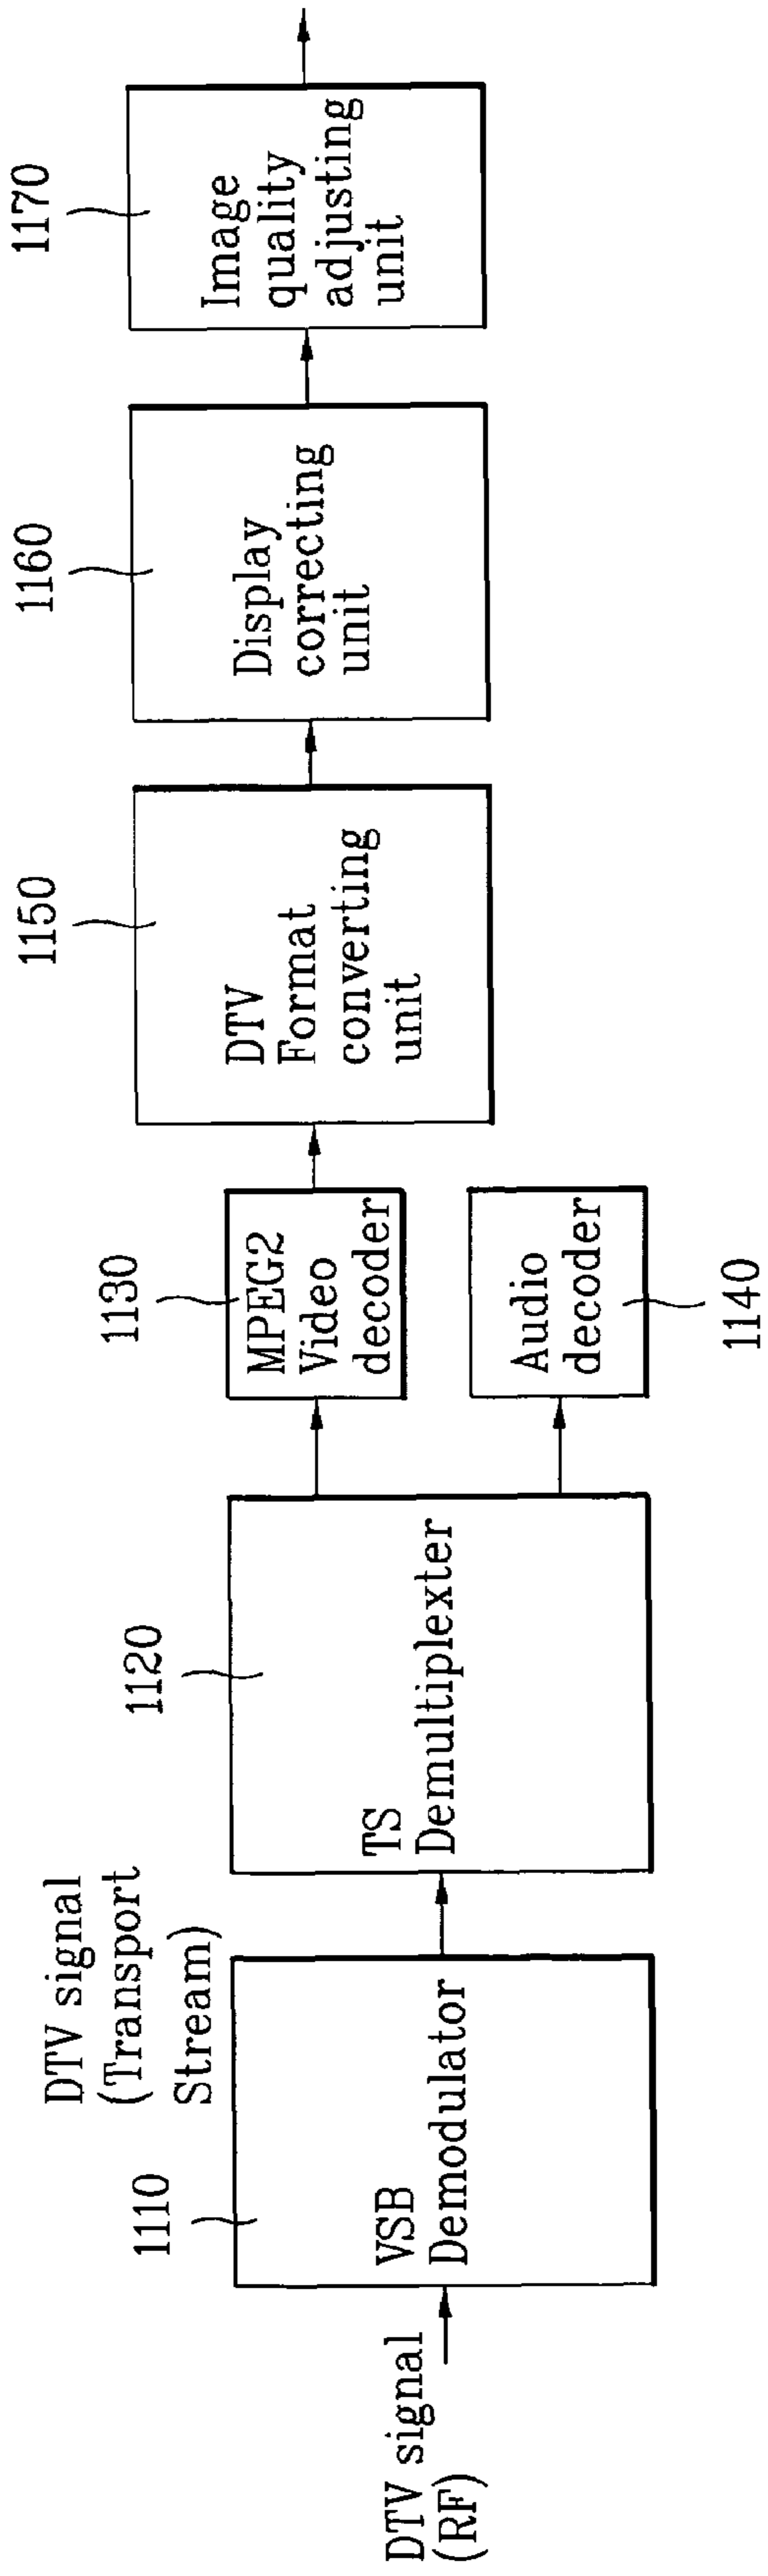 DTV signal
(RF)
1110
VSB
Demodulator
DTV signal
(Transport
Stream)
1120
TS
Demultiplexter
1130
MPEG2
Video
decoder
Audio
decoder
1140
1150
DTV
Format
converting
unit
1160
Display
correcting
unit
1170
Image
quality
adjusting
unit